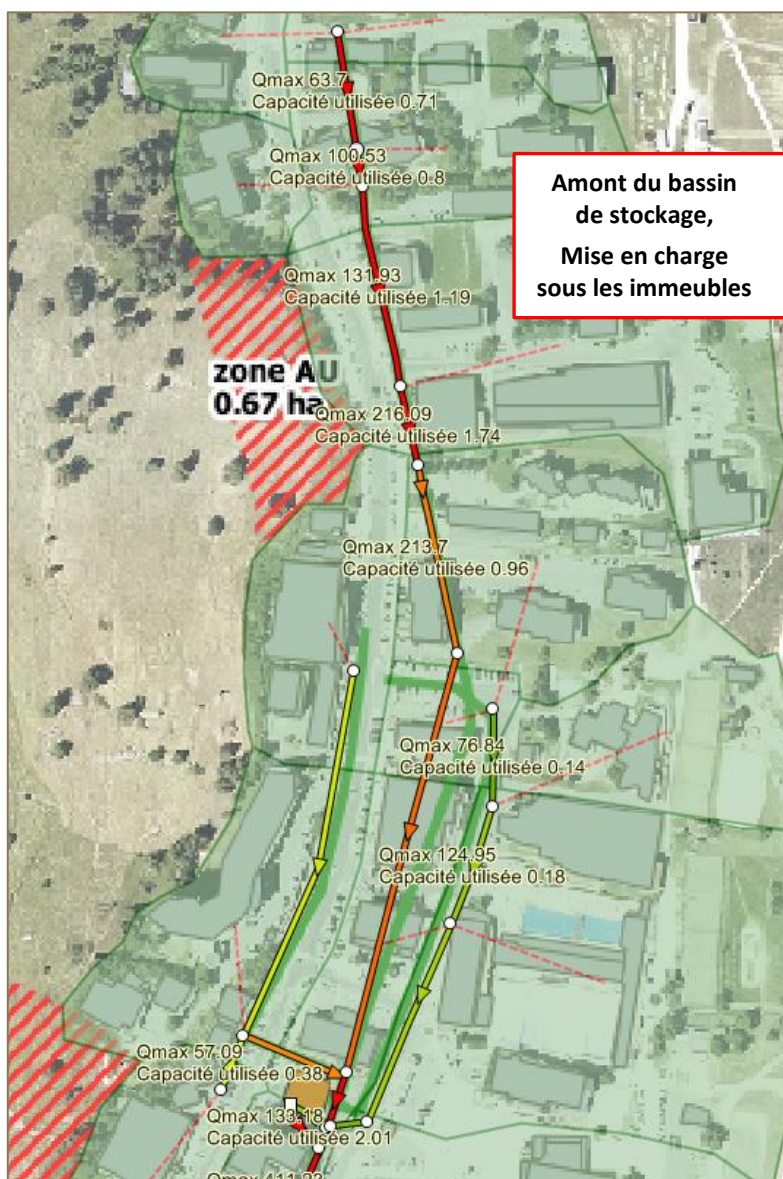 Qmax 63.7
Capacité utilisée 0.71
Qmax 100.53
Capacité utilisée 0.8
Amont du bassin
de stockage,
Mise en charge
sous les immeubles
Qmax 131.93
Capacité utilisée 1.19
zone AU
0.67 ha
Qmax 216.09
Capacité utilisée 1.74
Qmax 213.7
Capacité utilisée 0.96
Qmax 76.84
Capacité utilisée 0.14
Qmax 124.95
Capacité utilisée 0.18
Qmax 57.09
Capacité utilisée 0.38
Qmax 133.18
Capacité utilisée 2.01